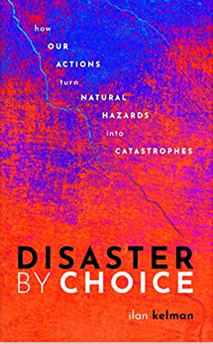 how
OUR
ACTIONS
turn
NATURAL
HAZARDS
into
CATASTROPHES
DISASTER
BY CHOICE
ilan kelman